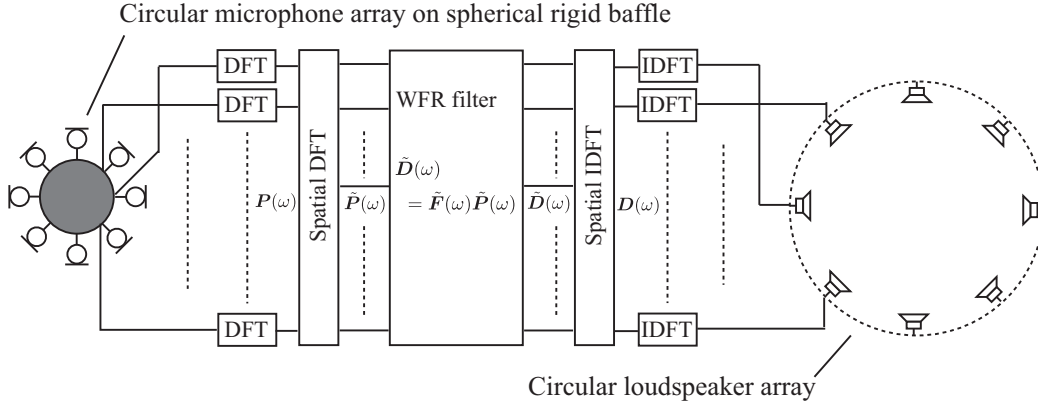 Circular microphone array on spherical rigid baffle
DFT
DFT
DFT
P(ω)
Spatial DFT
P̃(ω)
WFR filter
D̃(ω)
= F̃(ω)P̃(ω)
D̃(ω)
Spatial IDFT
D(ω)
IDFT
IDFT
IDFT
Circular loudspeaker array